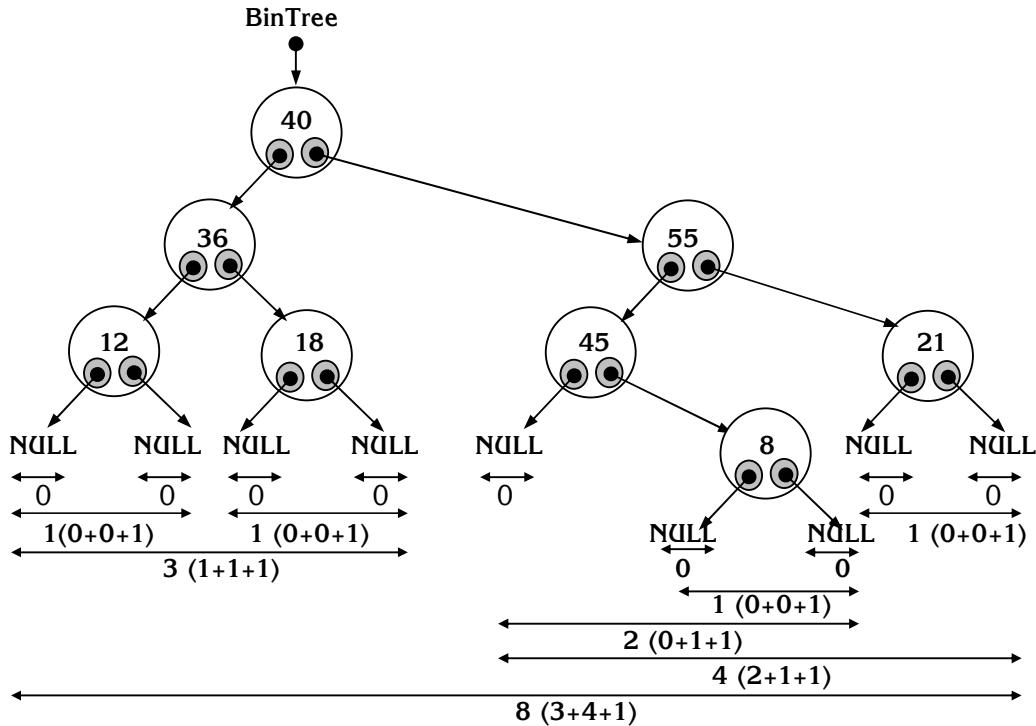 BinTree
40
36 55
12 18 45 21
NULL NULL NULL NULL NULL 8 NULL NULL
0 0 0 0 0 0 0
1(0+0+1) 1 (0+0+1) NULL NULL 1 (0+0+1)
3 (1+1+1) 0 0
1 (0+0+1)
2 (0+1+1)
4 (2+1+1)
8 (3+4+1)